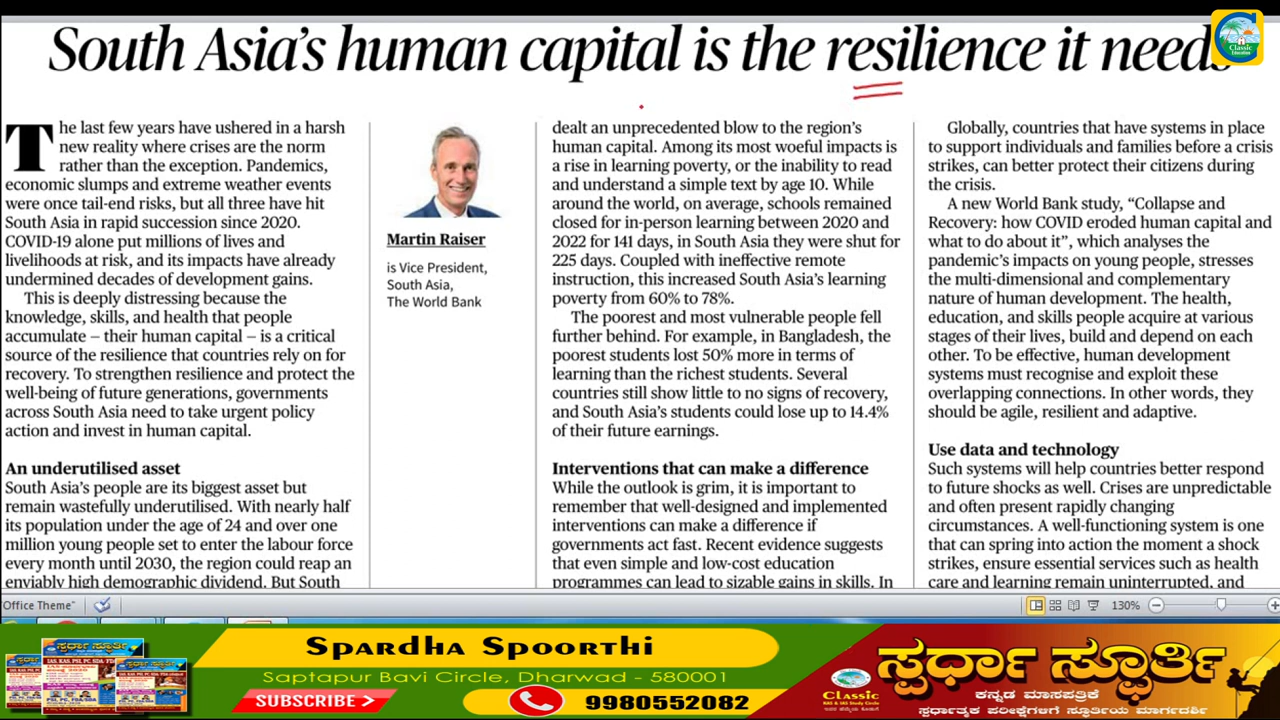 South Asia's human capital is the resilience it needs
Classic
Education
The last few years have ushered in a harsh
new reality where crises are the norm
rather than the exception. Pandemics,
economic slumps and extreme weather events
were once tail-end risks, but all three have hit
South Asia in rapid succession since 2020.
COVID-19 alone put millions of lives and
livelihoods at risk, and its impacts have already
undermined decades of development gains.
This is deeply distressing because the
knowledge, skills, and health that people
accumulate — their human capital — is a critical
source of the resilience that countries rely on for
recovery. To strengthen resilience and protect the
well-being of future generations, governments
across South Asia need to take urgent policy
action and invest in human capital.
An underutilised asset
South Asia's people are its biggest asset but
remain wastefully underutilised. With nearly half
its population under the age of 24 and over one
million young people set to enter the labour force
every month until 2030, the region could reap an
enviably high demographic dividend. But South
Martin Raiser
is Vice President,
South Asia,
The World Bank
dealt an unprecedented blow to the region's
human capital. Among its most woeful impacts is
a rise in learning poverty, or the inability to read
and understand a simple text by age 10. While
around the world, on average, schools remained
closed for in-person learning between 2020 and
2022 for 141 days, in South Asia they were shut for
225 days. Coupled with ineffective remote
instruction, this increased South Asia's learning
poverty from 60% to 78%.
The poorest and most vulnerable people fell
further behind. For example, in Bangladesh, the
poorest students lost 50% more in terms of
learning than the richest students. Several
countries still show little to no signs of recovery,
and South Asia's students could lose up to 14.4%
of their future earnings.
Interventions that can make a difference
While the outlook is grim, it is important to
remember that well-designed and implemented
interventions can make a difference if
governments act fast. Recent evidence suggests
that even simple and low-cost education
programmes can lead to sizable gains in skills. In
Globally, countries that have systems in place
to support individuals and families before a crisis
strikes, can better protect their citizens during
the crisis.
A new World Bank study, “Collapse and
Recovery: how COVID eroded human capital and
what to do about it”, which analyses the
pandemic's impacts on young people, stresses
the multi-dimensional and complementary
nature of human development. The health,
education, and skills people acquire at various
stages of their lives, build and depend on each
other. To be effective, human development
systems must recognise and exploit these
overlapping connections. In other words, they
should be agile, resilient and adaptive.
Use data and technology
Such systems will help countries better respond
to future shocks as well. Crises are unpredictable
and often present rapidly changing
circumstances. A well-functioning system is one
that can spring into action the moment a shock
strikes, ensure essential services such as health
care and learning remain uninterrupted, and
"Office Theme"
130%
SPARDHA SPOORTHI
Saptapur Bavi Circle, Dharwad - 580001
SUBSCRIBE
9980552082
Classic
KAS & IAS Study Circle
ಸ್ಪರ್ಧಾ ಸ್ಫೂರ್ತಿ
ಕನ್ನಡ ಮಾಸಪತ್ರಿಕೆ
ಸ್ಪರ್ಧಾತ್ಮಕ ಪರೀಕ್ಷೆಗಳಿಗೆ ಸ್ಫೂರ್ತಿಯ ಮಾರ್ಗದರ್ಶಿ